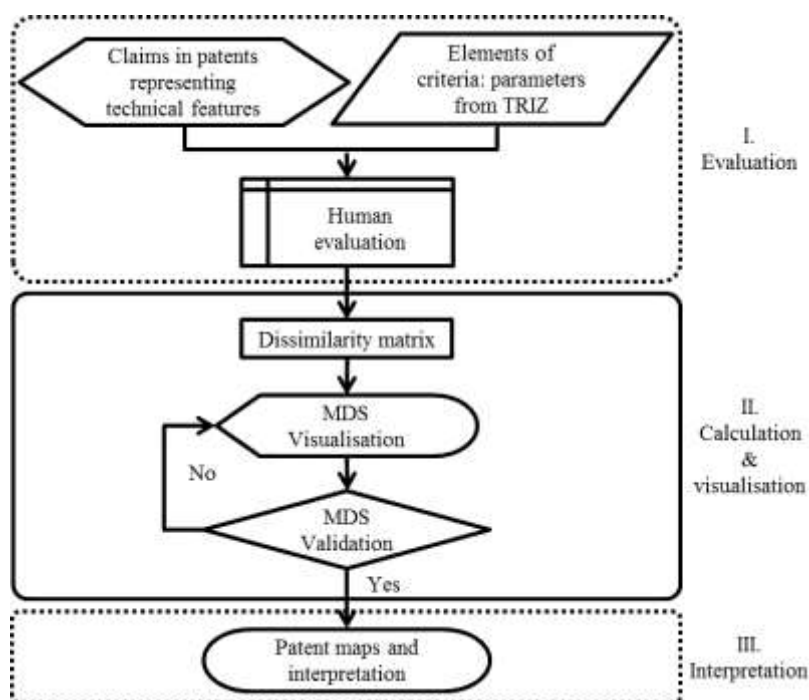 Claims in patents
representing
technical features
Elements of
criteria: parameters
from TRIZ
I.
Evaluation
Human
evaluation
Dissimilarity matrix
MDS
Visualisation
II.
Calculation
&
visualisation
No
MDS
Validation
Yes
Patent maps and
interpretation
III.
Interpretation